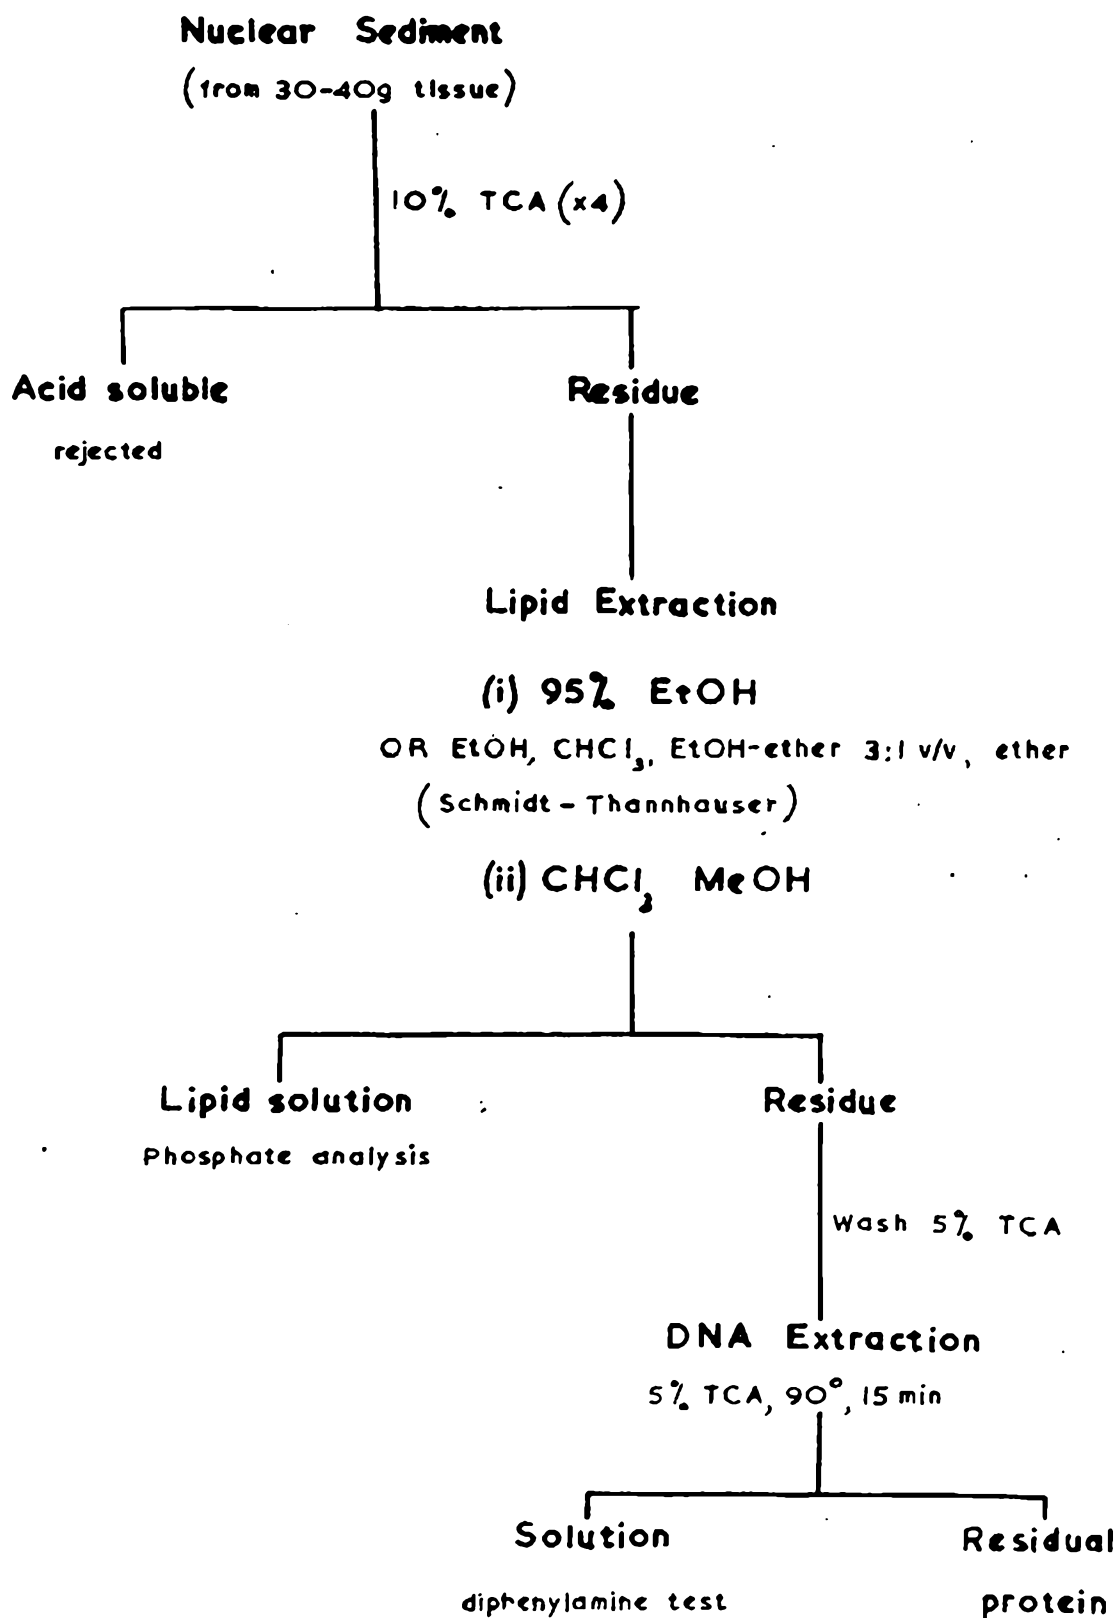 Nuclear Sediment
(from 30-40g tissue)
10% TCA (x4)
Acid soluble
rejected
Residue
Lipid Extraction
(i) 95% EtOH
OR EtOH, CHCl₃, EtOH-ether 3:1 v/v, ether
(Schmidt - Thannhauser)
(ii) CHCl₃ MeOH
Lipid solution
Phosphate analysis
Residue
Wash 5% TCA
DNA Extraction
5% TCA, 90°, 15 min
Solution
diphenylamine test
Residual
protein